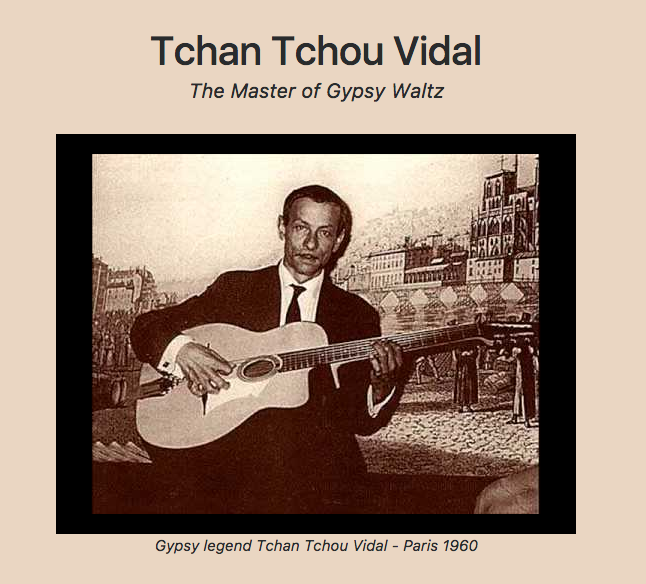 Tchan Tchou Vidal
The Master of Gypsy Waltz
Gypsy legend Tchan Tchou Vidal - Paris 1960